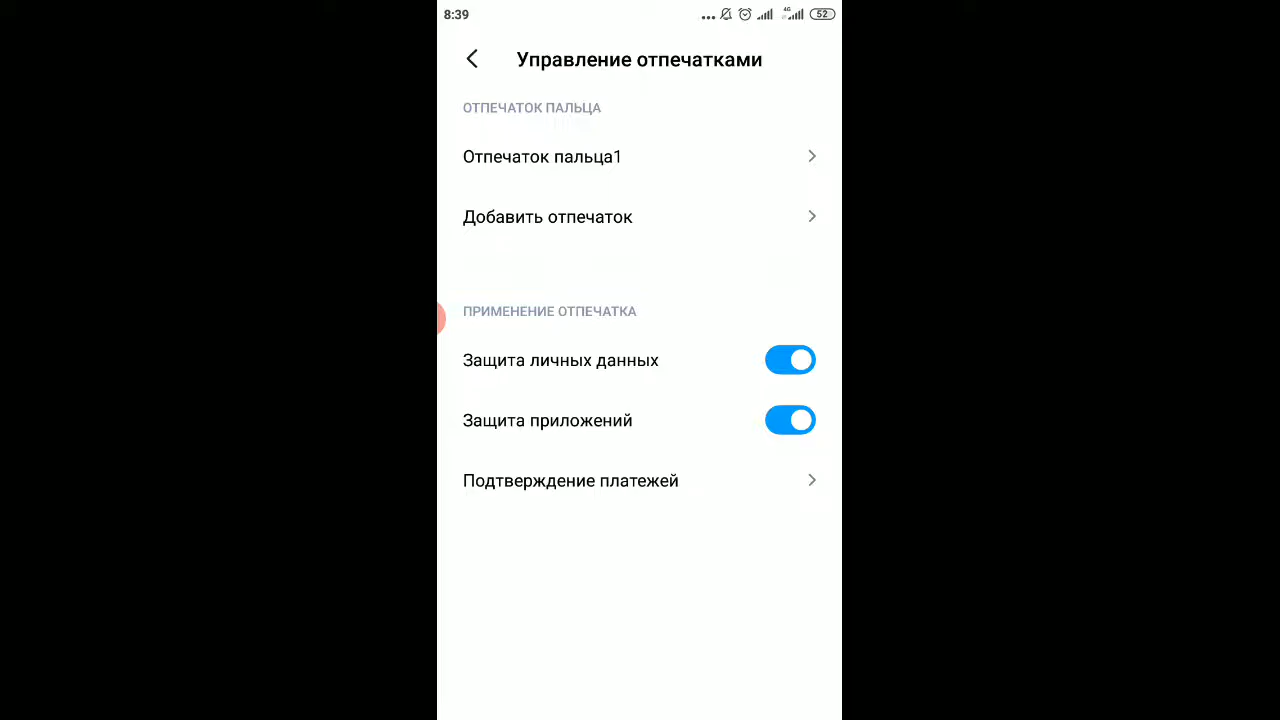 8:39
4G
52
Управление отпечатками
ОТПЕЧАТОК ПАЛЬЦА
Отпечаток пальца1
Добавить отпечаток
ПРИМЕНЕНИЕ ОТПЕЧАТКА
Защита личных данных
Защита приложений
Подтверждение платежей